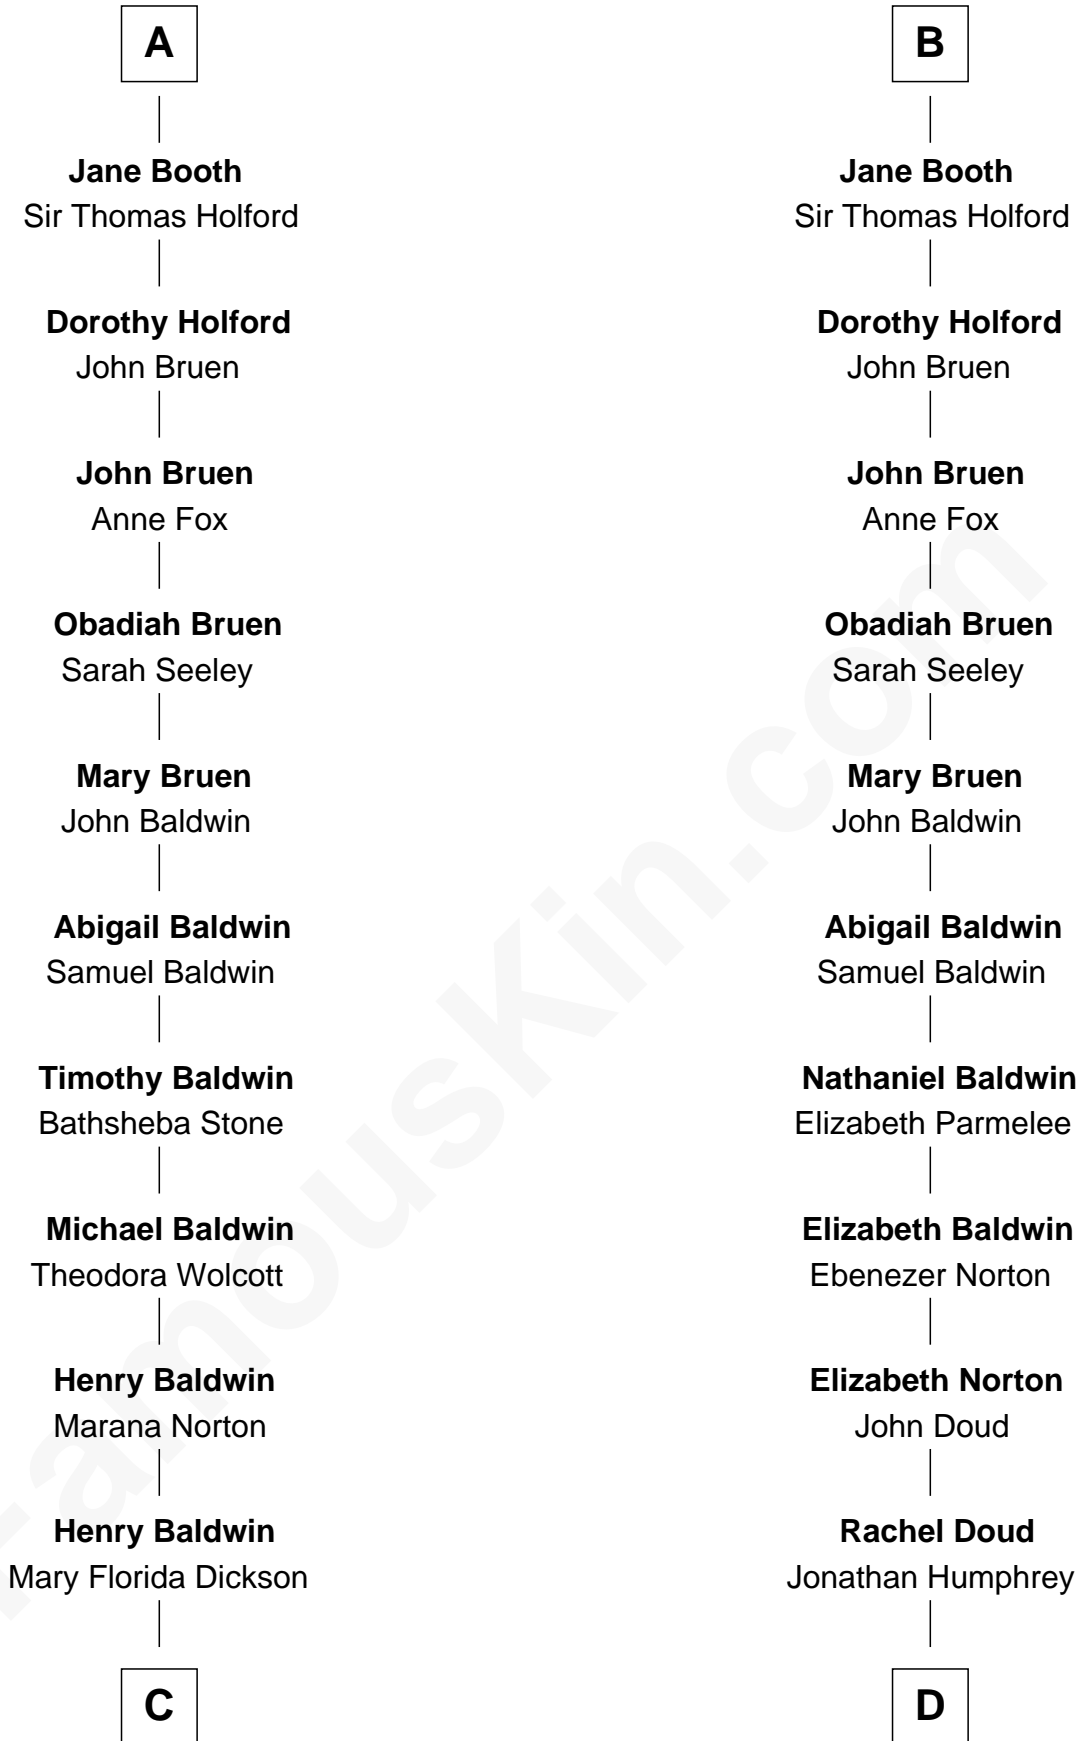 A
Jane Booth
Sir Thomas Holford
Dorothy Holford
John Bruen
John Bruen
Anne Fox
Obadiah Bruen
Sarah Seeley
Mary Bruen
John Baldwin
Abigail Baldwin
Samuel Baldwin
Timothy Baldwin
Bathsheba Stone
Michael Baldwin
Theodora Wolcott
Henry Baldwin
Marana Norton
Henry Baldwin
Mary Florida Dickson
C
B
Jane Booth
Sir Thomas Holford
Dorothy Holford
John Bruen
John Bruen
Anne Fox
Obadiah Bruen
Sarah Seeley
Mary Bruen
John Baldwin
Abigail Baldwin
Samuel Baldwin
Nathaniel Baldwin
Elizabeth Parmelee
Elizabeth Baldwin
Ebenezer Norton
Elizabeth Norton
John Doud
Rachel Doud
Jonathan Humphrey
D
FamousKin.com